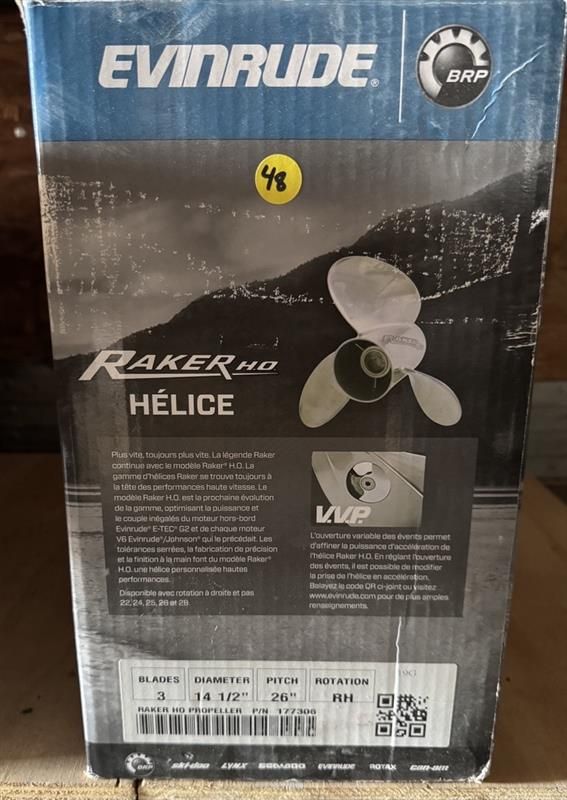 EVINRUDE®
BRP
48
RAKER
RAKER H.O.
HÉLICE
Plus vite, toujours plus vite. La légende Raker
continue avec le modèle Raker® H.O. La
gamme d'hélices Raker se trouve toujours à
la tête des performances haute vitesse. Le
modèle Raker H.O. est la prochaine évolution
de la gamme, optimisant la puissance et
le couple inégalés du moteur hors-bord
Evinrude® E-TEC® G2 et de chaque moteur
V6 Evinrude®/Johnson® qui le précédait. Les
tolérances serrées, la fabrication de précision
et la finition à la main font du modèle Raker®
H.O. une hélice personnalisée hautes
performances.
Disponible avec rotation à droite et pas
22, 24, 25, 26 et 28.
V.V.P.
L'ouverture variable des évents permet
d'affiner la puissance d'accélération de
l'hélice Raker H.O. En réglant l'ouverture
des évents, il est possible de modifier
la prise de l'hélice en accélération.
Balayez le code QR ci-joint ou visitez
www.evinrude.com pour de plus amples
renseignements.
BLADES DIAMETER PITCH ROTATION
3 14 1/2" 26" RH
RAKER HO PROPELLER P/N 177306
BRP ski-doo LYNX SEA-DOO EVINRUDE ROTAX can-am